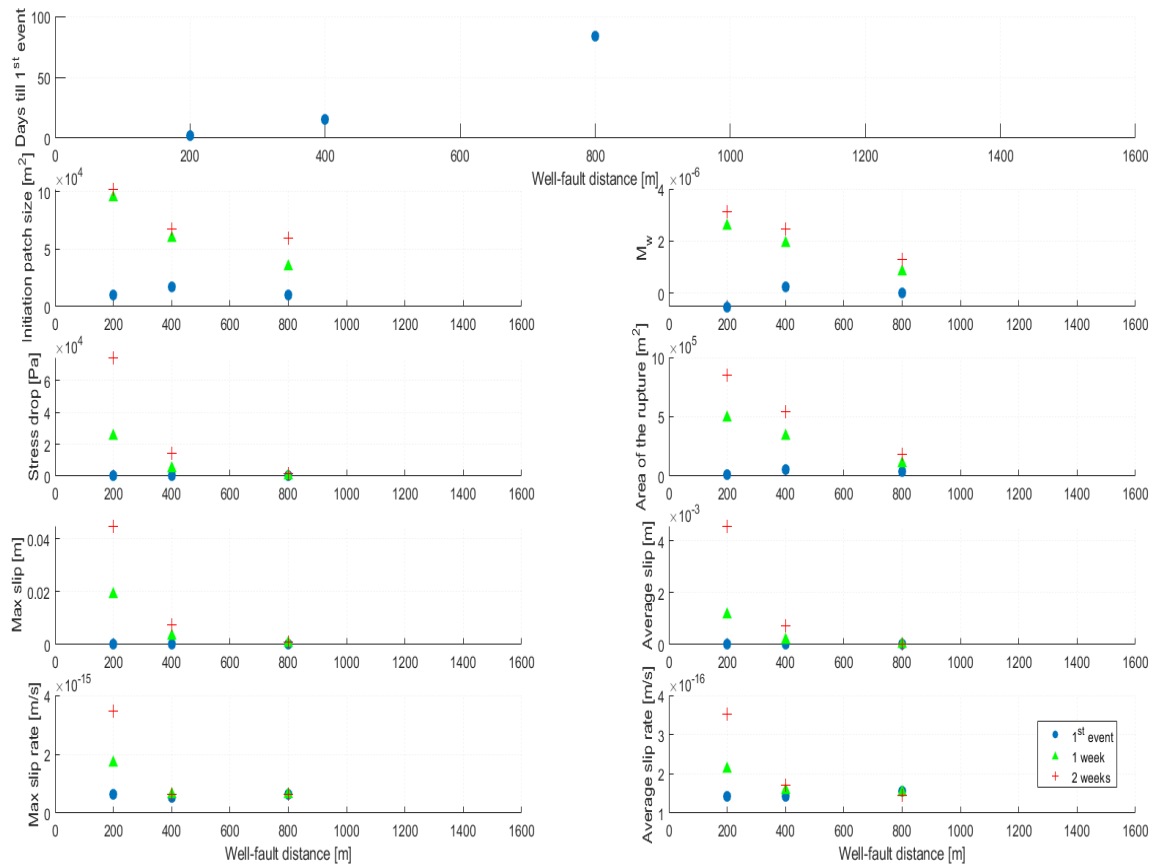 Days till 1st event
100
50
0
0 200 400 600 800 1000 1200 1400 1600
Well-fault distance [m]
Initiation patch size [m2]
×10^4
10
5
0
0 200 400 600 800 1000 1200 1400 1600
Mw
×10^-6
4
2
0
0 200 400 600 800 1000 1200 1400 1600
Stress drop [Pa]
×10^4
6
4
2
0
0 200 400 600 800 1000 1200 1400 1600
Area of the rupture [m2]
×10^5
10
5
0
0 200 400 600 800 1000 1200 1400 1600
Max slip [m]
0.04
0.02
0
0 200 400 600 800 1000 1200 1400 1600
Average slip [m]
×10^-3
4
2
0
0 200 400 600 800 1000 1200 1400 1600
Max slip rate [m/s]
×10^-15
4
2
0
0 200 400 600 800 1000 1200 1400 1600
Well-fault distance [m]
Average slip rate [m/s]
×10^-16
4
3
2
1
0 200 400 600 800 1000 1200 1400 1600
Well-fault distance [m]
1st event
1 week
2 weeks